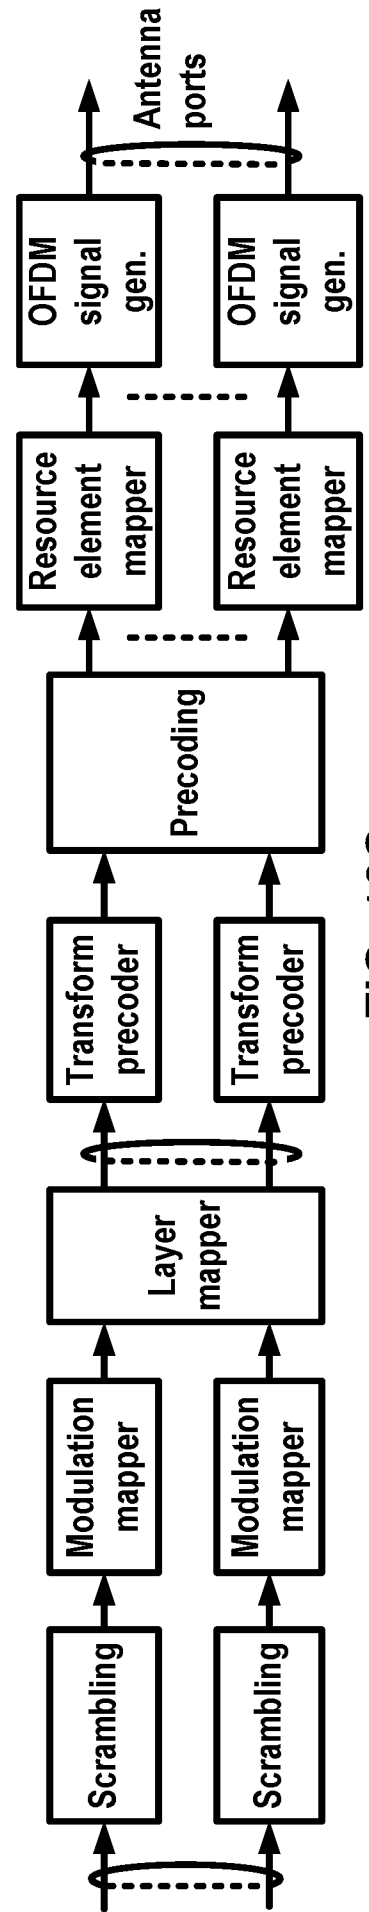 Scrambling
Scrambling
Modulation
mapper
Modulation
mapper
Layer
mapper
Transform
precoder
Transform
precoder
Precoding
Resource
element
mapper
Resource
element
mapper
OFDM
signal
gen.
OFDM
signal
gen.
Antenna
ports